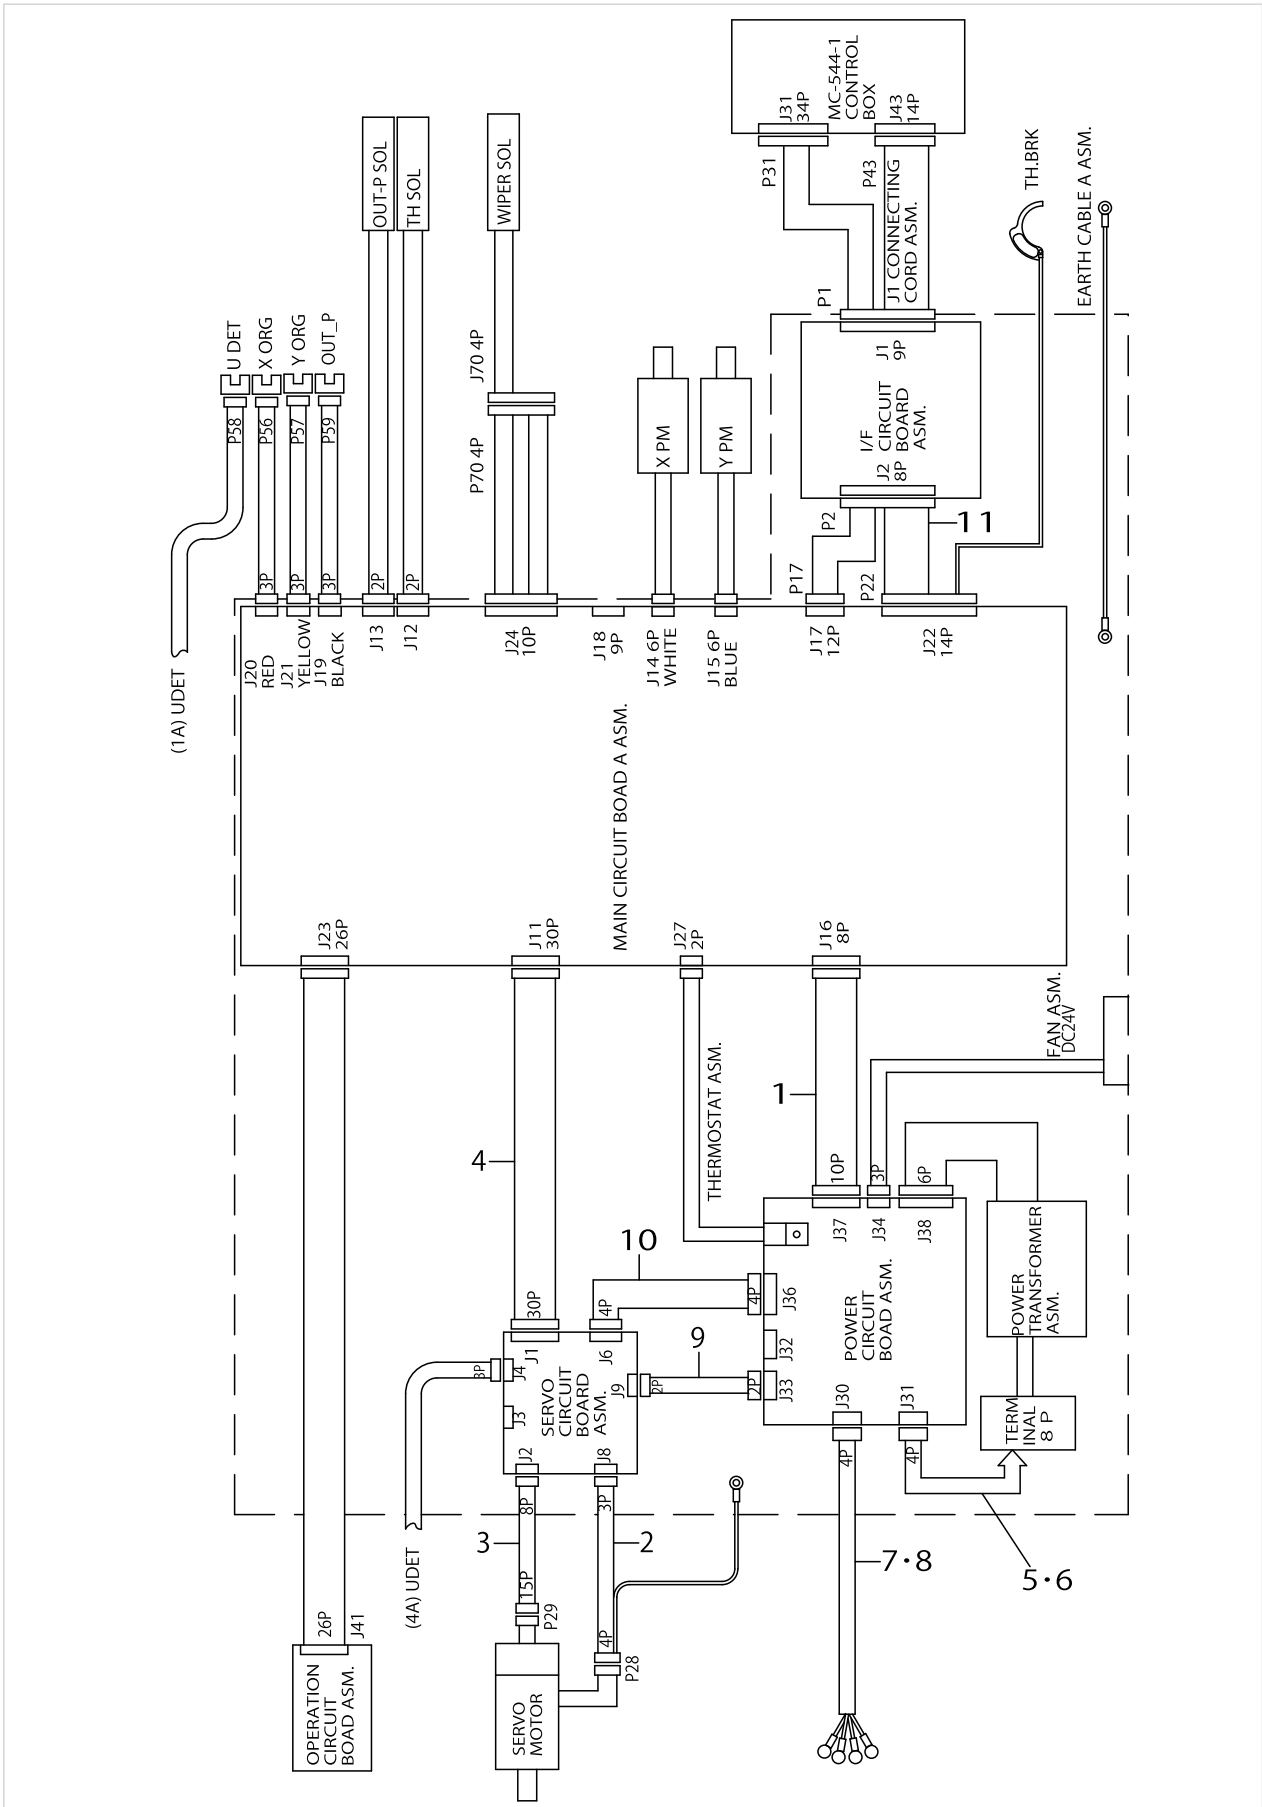 MC-544-1
CONTROL
BOX
J31
34P
J43
14P
P31
P43
J1 CONNECTING
CORD ASM.
P1
TH.BRK
EARTH CABLE A ASM.
OUT-P SOL
TH SOL
WIPER SOL
U DET
X ORG
Y ORG
OUT_P
P58
P56
P57
P59
J70 4P
P70 4P
X PM
Y PM
J1
9P
I/F
CIRCUIT
BOARD
ASM.
J2
8P
P2
11
P17
P22
3P
3P
3P
2P
2P
(1A) UDET
J20
RED
J21
YELLOW
J19
BLACK
J13
J12
J24
10P
J18
9P
J14 6P
WHITE
J15 6P
BLUE
J17
12P
J22
14P
MAIN CIRCUIT BOAD A ASM.
J23
26P
J11
30P
J27
2P
J16
8P
FAN ASM.
DC24V
THERMOSTAT ASM.
1
4
10
9
10P
3P
6P
J37
J34
J38
30P
4P
4P
J36
J32
2P
2P
J33
3P
J4
J3
J1
J6
J9
SERVO
CIRCUIT
BOARD
ASM.
J2
J8
POWER
CIRCUIT
BOAD ASM.
J30
J31
POWER
TRANSFORMER
ASM.
TERM
INAL
8 P
4P
4P
8P
3P
3
2
7・8
5・6
15P
P29
4P
P28
(4A) UDET
26P
J41
OPERATION
CIRCUIT
BOAD ASM.
SERVO
MOTOR